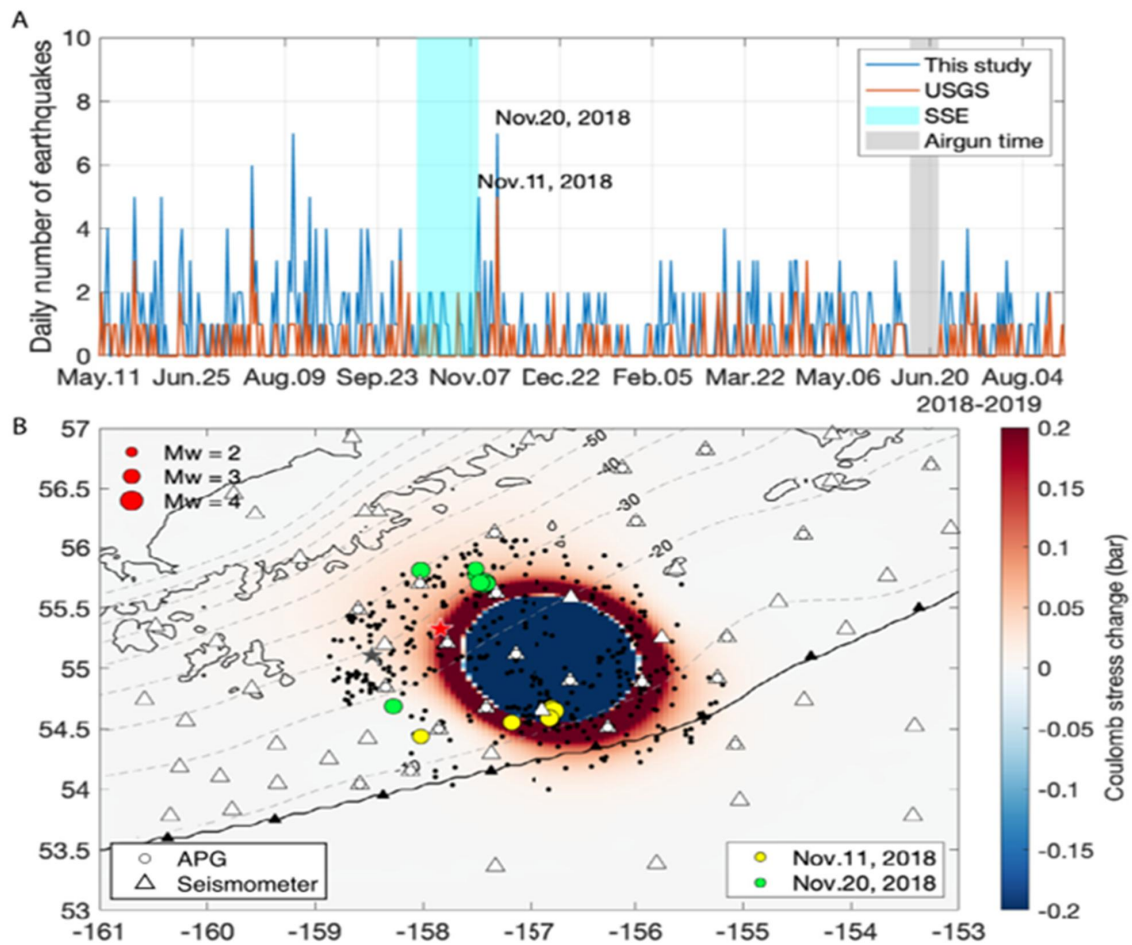 A
Daily number of earthquakes
10
8
6
4
2
0
This study
USGS
SSE
Airgun time
Nov.20, 2018
Nov.11, 2018
May.11 Jun.25 Aug.09 Sep.23 Nov.07 Dec.22 Feb.05 Mar.22 May.06 Jun.20 Aug.04
2018-2019
B
57
56.5
56
55.5
55
54.5
54
53.5
53
Mw = 2
Mw = 3
Mw = 4
-50
-40
-30
-20
APG
Seismometer
Nov.11, 2018
Nov.20, 2018
-161 -160 -159 -158 -157 -156 -155 -154 -153
0.2
0.15
0.1
0.05
0
-0.05
-0.1
-0.15
-0.2
Coulomb stress change (bar)